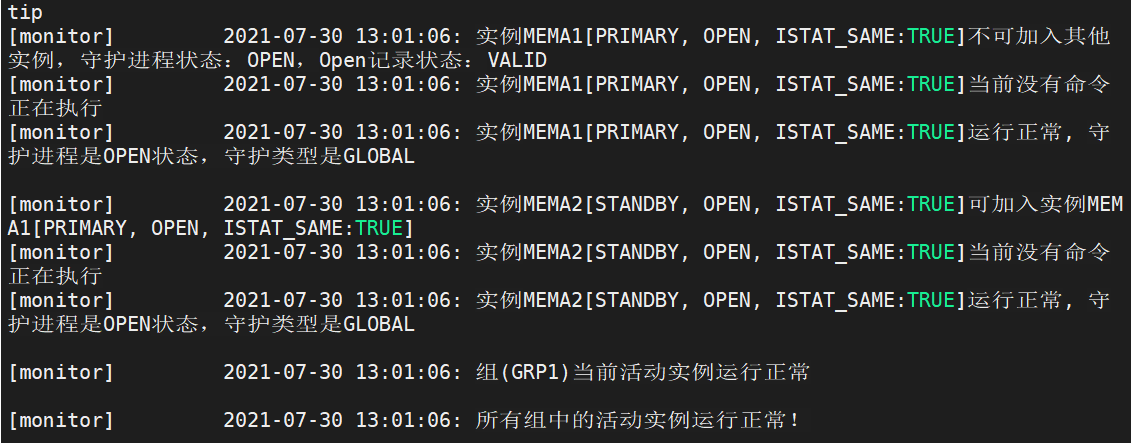 tip
[monitor]         2021-07-30 13:01:06: 实例MEMA1[PRIMARY, OPEN, ISTAT_SAME:TRUE]不可加入其他
实例，守护进程状态：OPEN，Open记录状态：VALID
[monitor]         2021-07-30 13:01:06: 实例MEMA1[PRIMARY, OPEN, ISTAT_SAME:TRUE]当前没有命令
正在执行
[monitor]         2021-07-30 13:01:06: 实例MEMA1[PRIMARY, OPEN, ISTAT_SAME:TRUE]运行正常, 守
护进程是OPEN状态，守护类型是GLOBAL
[monitor]         2021-07-30 13:01:06: 实例MEMA2[STANDBY, OPEN, ISTAT_SAME:TRUE]可加入实例MEM
A1[PRIMARY, OPEN, ISTAT_SAME:TRUE]
[monitor]         2021-07-30 13:01:06: 实例MEMA2[STANDBY, OPEN, ISTAT_SAME:TRUE]当前没有命令
正在执行
[monitor]         2021-07-30 13:01:06: 实例MEMA2[STANDBY, OPEN, ISTAT_SAME:TRUE]运行正常, 守
护进程是OPEN状态，守护类型是GLOBAL
[monitor]         2021-07-30 13:01:06: 组(GRP1)当前活动实例运行正常
[monitor]         2021-07-30 13:01:06: 所有组中的活动实例运行正常！